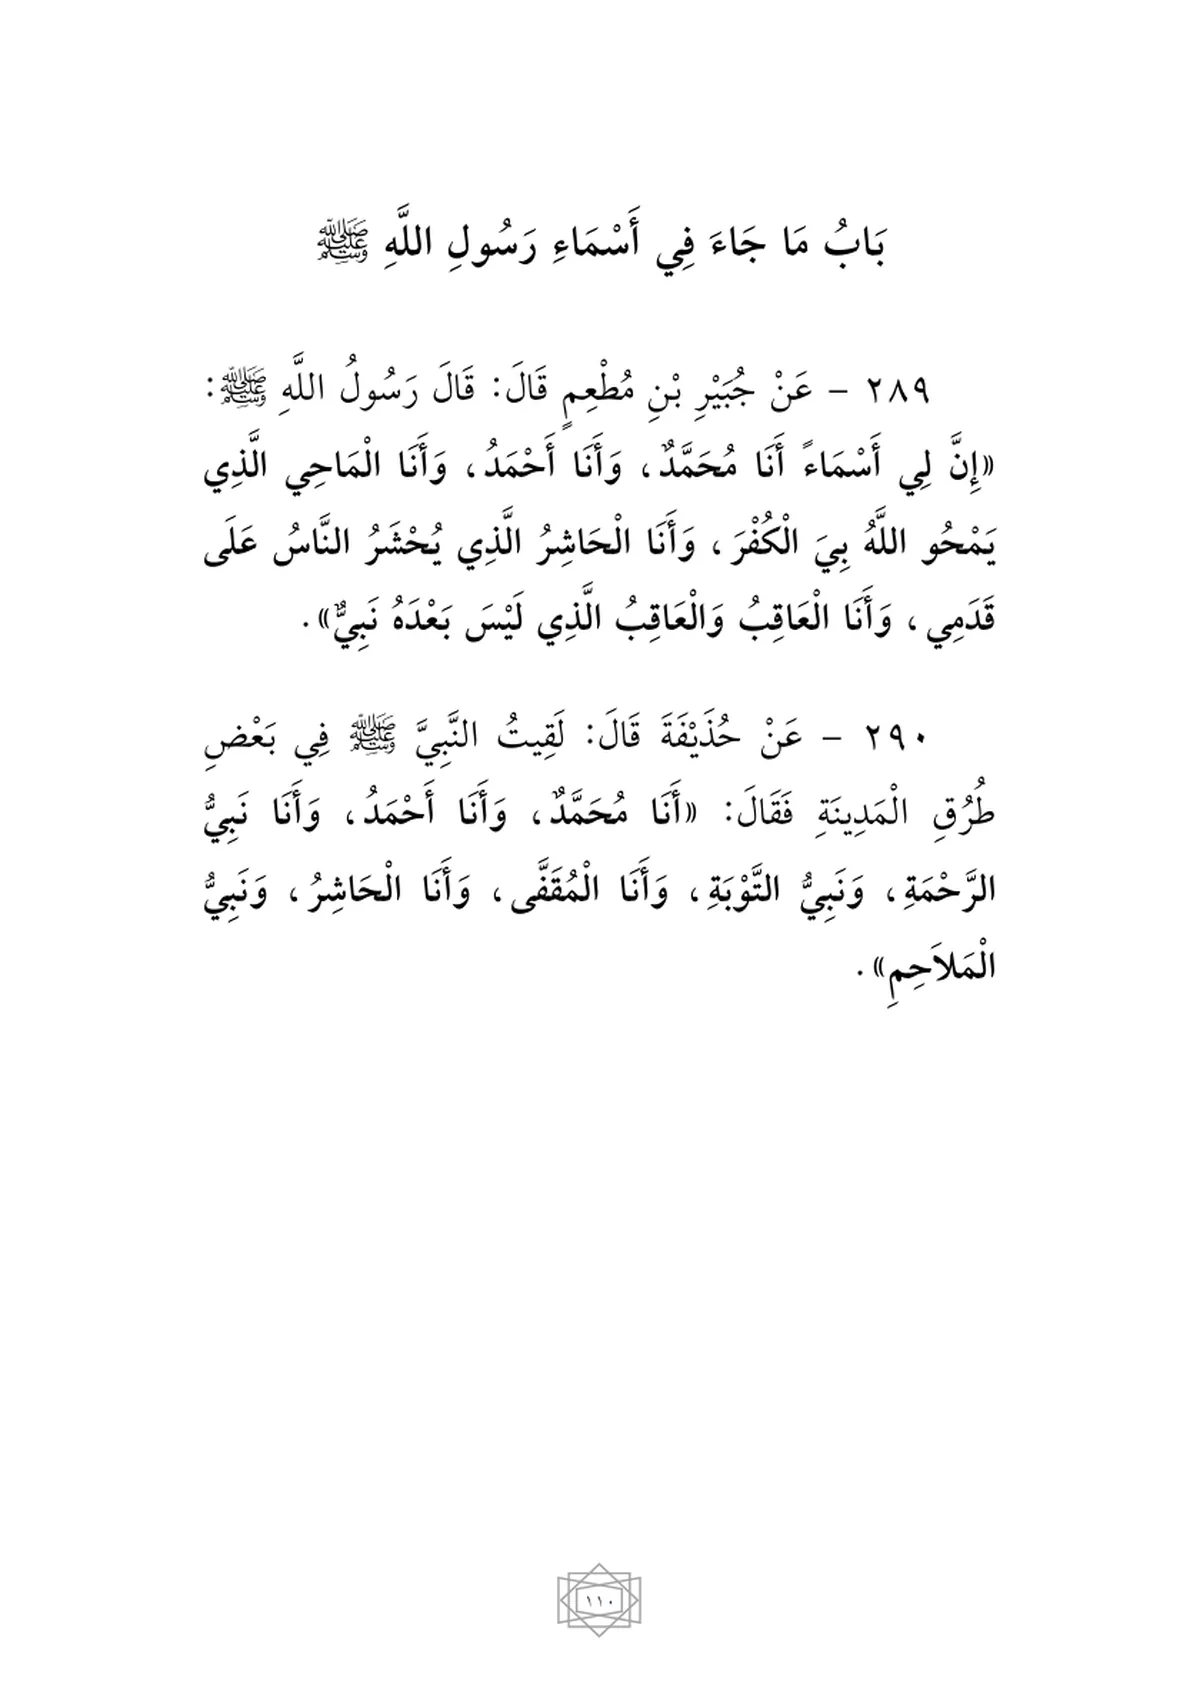 بَابُ مَا جَاءَ فِي أَسْمَاءِ رَسُولِ اللَّهِ ﷺ
٢٨٩ – عَنْ جُبَيْرِ بْنِ مُطْعِمٍ قَالَ: قَالَ رَسُولُ اللَّهِ ﷺ:
«إِنَّ لِي أَسْمَاءً أَنَا مُحَمَّدٌ، وَأَنَا أَحْمَدُ، وَأَنَا الْمَاحِي الَّذِي
يَمْحُو اللَّهُ بِيَ الْكُفْرَ، وَأَنَا الْحَاشِرُ الَّذِي يُحْشَرُ النَّاسُ عَلَى
قَدَمِي، وَأَنَا الْعَاقِبُ وَالْعَاقِبُ الَّذِي لَيْسَ بَعْدَهُ نَبِيٌّ».
٢٩٠ – عَنْ حُذَيْفَةَ قَالَ: لَقِيتُ النَّبِيَّ ﷺ فِي بَعْضِ
طُرُقِ الْمَدِينَةِ فَقَالَ: «أَنَا مُحَمَّدٌ، وَأَنَا أَحْمَدُ، وَأَنَا نَبِيُّ
الرَّحْمَةِ، وَنَبِيُّ التَّوْبَةِ، وَأَنَا الْمُقَفَّى، وَأَنَا الْحَاشِرُ، وَنَبِيُّ
الْمَلاَحِمِ».
١١٠